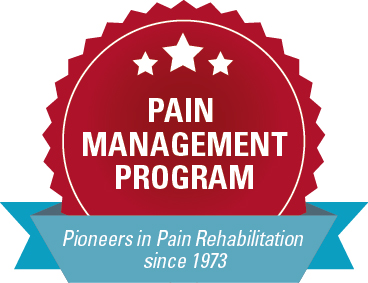 PAIN
MANAGEMENT
PROGRAM
Pioneers in Pain Rehabilitation
since 1973